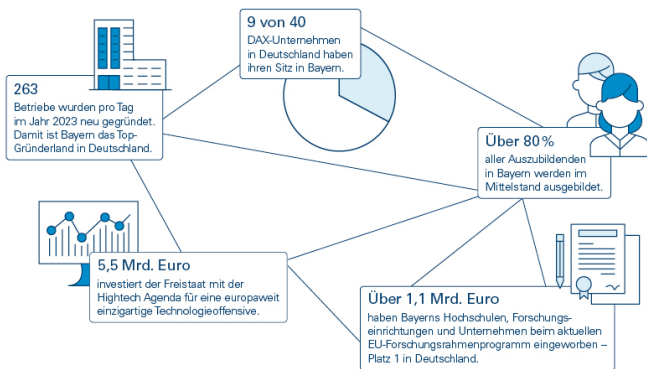 9 von 40
DAX-Unternehmen
in Deutschland haben
ihren Sitz in Bayern.
263
Betriebe wurden pro Tag
im Jahr 2023 neu gegründet.
Damit ist Bayern das Top-
Gründerland in Deutschland.
Über 80%
aller Auszubildenden
in Bayern werden im
Mittelstand ausgebildet.
5,5 Mrd. Euro
investiert der Freistaat mit der
Hightech Agenda für eine europaweit
einzigartige Technologieoffensive.
Über 1,1 Mrd. Euro
haben Bayerns Hochschulen, Forschungs-
einrichtungen und Unternehmen beim aktuellen
EU-Forschungsrahmenprogramm eingeworben –
Platz 1 in Deutschland.